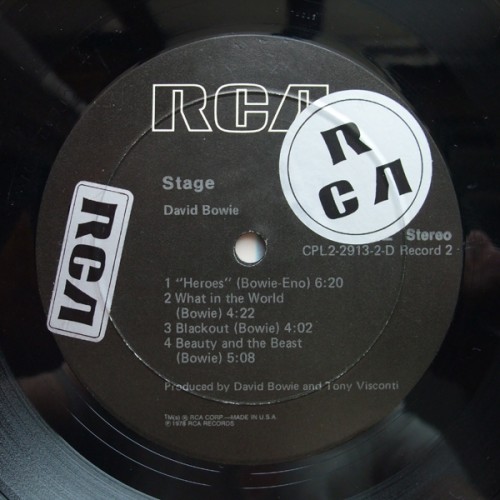 RCA
R
C A
Stage
David Bowie
RCA
Stereo
CPL2-2913-2-D Record 2
1 "Heroes" (Bowie-Eno) 6:20
2 What in the World
(Bowie) 4:22
3 Blackout (Bowie) 4:02
4 Beauty and the Beast
(Bowie) 5:08
Produced by David Bowie and Tony Visconti
TM(s) ® RCA CORP.—MADE IN U.S.A.
℗ 1978 RCA RECORDS